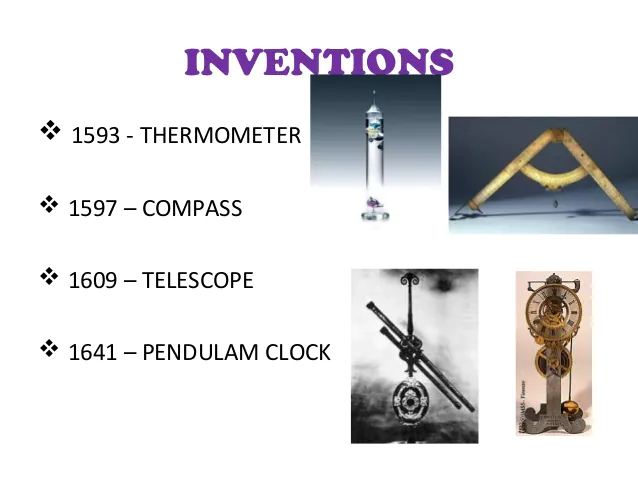 INVENTIONS
❖ 1593 - THERMOMETER
❖ 1597 – COMPASS
❖ 1609 – TELESCOPE
❖ 1641 – PENDULAM CLOCK